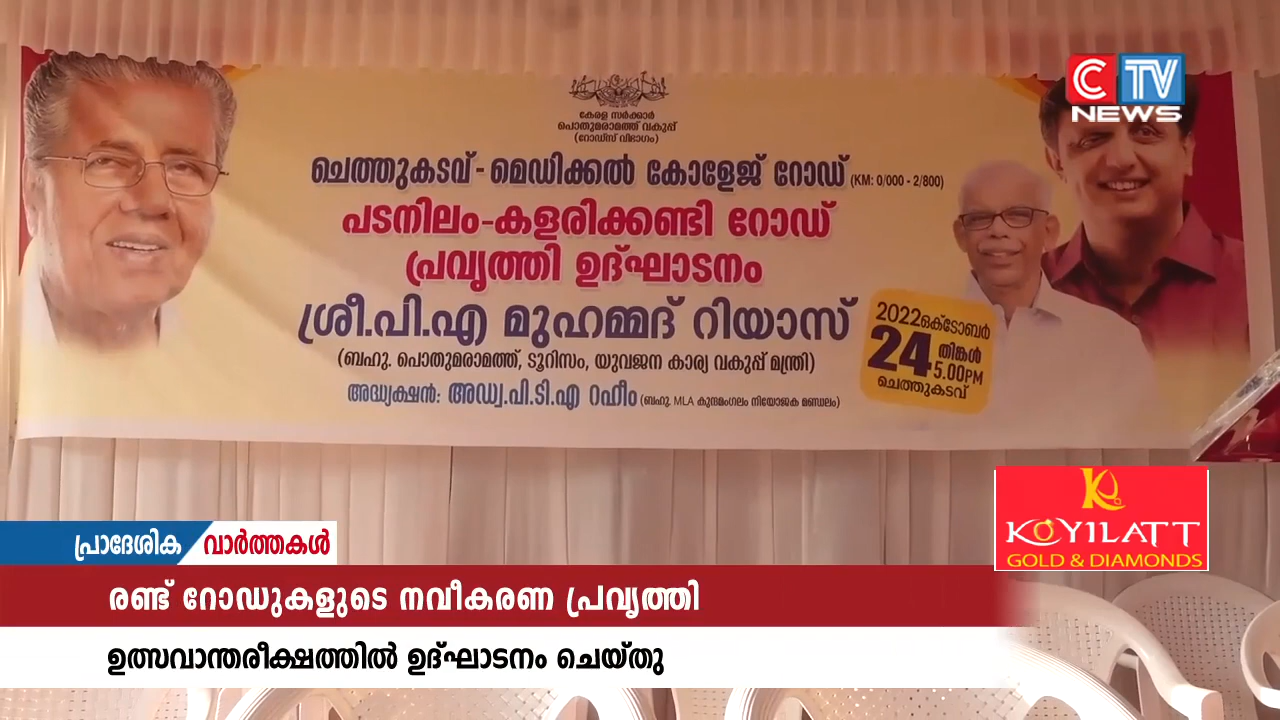 CTV
NEWS
കേരള സർക്കാർ
പൊതുമരാമത്ത് വകുപ്പ്
(റോഡ്സ് വിഭാഗം)
ചെത്തുകടവ് - മെഡിക്കൽ കോളേജ് റോഡ് (KM: 0/000 - 2/800)
പടനിലം-കളരിക്കണ്ടി റോഡ്
പ്രവൃത്തി ഉദ്ഘാടനം
ശ്രീ.പി.എ മുഹമ്മദ് റിയാസ്
(ബഹു. പൊതുമരാമത്ത്, ടൂറിസം, യുവജന കാര്യ വകുപ്പ് മന്ത്രി)
അദ്ധ്യക്ഷൻ: അഡ്വ.പി.ടി.എ റഹീം (ബഹു. MLA കുന്ദമംഗലം നിയോജക മണ്ഡലം)
2022 ഒക്ടോബർ
24 തിങ്കൾ
5.00PM
ചെത്തുകടവ്
KOYILATT
GOLD & DIAMONDS
പ്രാദേശിക വാർത്തകൾ
രണ്ട് റോഡുകളുടെ നവീകരണ പ്രവൃത്തി
ഉത്സവാന്തരീക്ഷത്തിൽ ഉദ്ഘാടനം ചെയ്തു